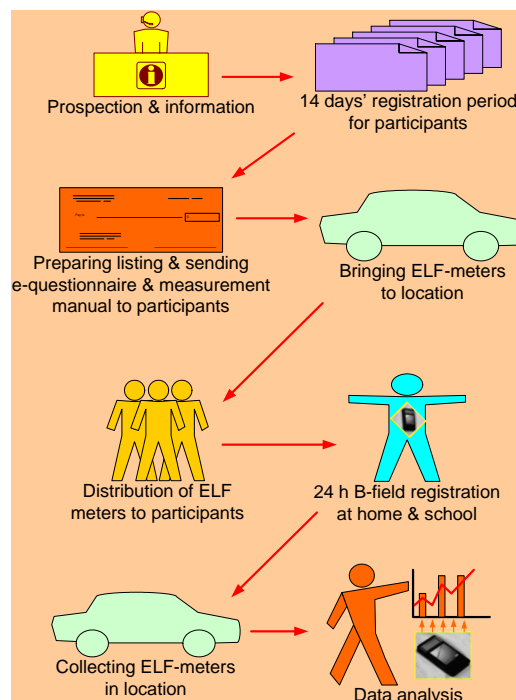 Prospection & information
14 days' registration period
for participants
Preparing listing & sending
e-questionnaire & measurement
manual to participants
Bringing ELF-meters
to location
Distribution of ELF
meters to participants
24 h B-field registration
at home & school
Collecting ELF-meters
in location
Data analysis